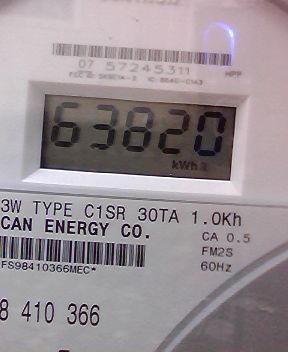 07 57245311
HPP
63820
kWh
3W TYPE C1SR 30TA 1.0Kh
CAN ENERGY CO.
CA 0.5
FM2S
60Hz
FS98410366MEC*
8 410 366